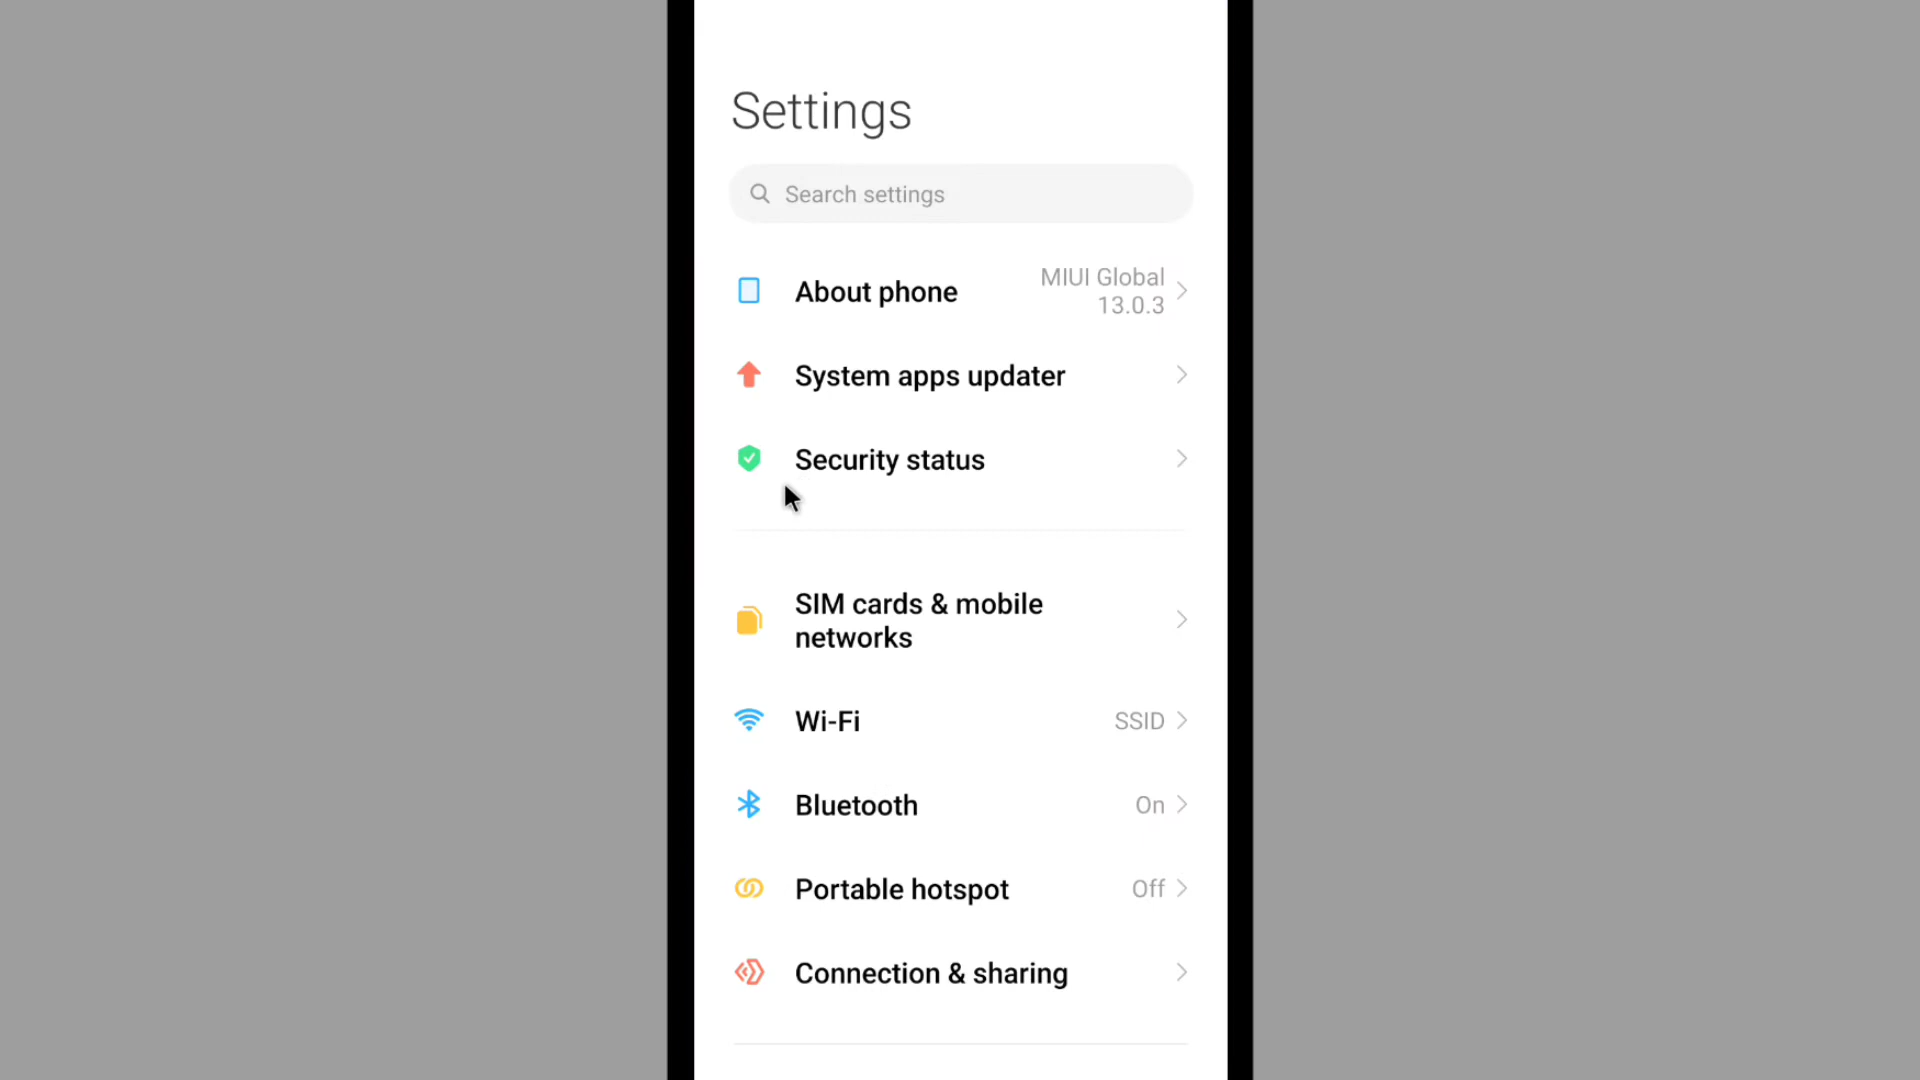 Settings
Search settings
About phone
MIUI Global
13.0.3
System apps updater
Security status
SIM cards & mobile
networks
Wi-Fi
SSID
Bluetooth
On
Portable hotspot
Off
Connection & sharing